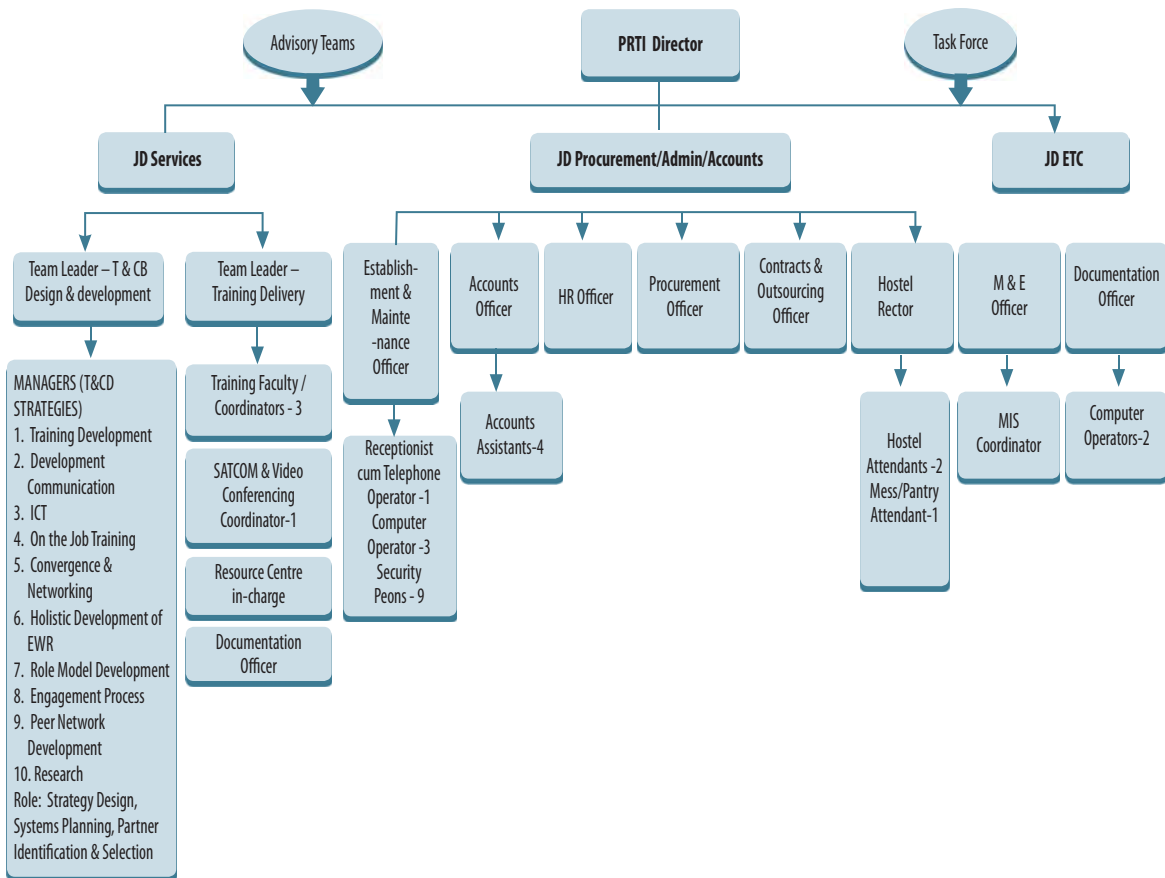 Advisory Teams
PRTI Director
Task Force
JD Services
JD Procurement/Admin/Accounts
JD ETC
Team Leader – T & CB
Design & development
Team Leader –
Training Delivery
Establish-
ment &
Mainte
-nance
Officer
Accounts
Officer
HR Officer
Procurement
Officer
Contracts &
Outsourcing
Officer
Hostel
Rector
M & E
Officer
Documentation
Officer
MANAGERS (T&CD
STRATEGIES)
1. Training Development
2. Development
Communication
3. ICT
4. On the Job Training
5. Convergence &
Networking
6. Holistic Development of
EWR
7. Role Model Development
8. Engagement Process
9. Peer Network
Development
10. Research
Role: Strategy Design,
Systems Planning, Partner
Identification & Selection
Training Faculty /
Coordinators - 3
SATCOM & Video
Conferencing
Coordinator-1
Resource Centre
in-charge
Documentation
Officer
Receptionist
cum Telephone
Operator -1
Computer
Operator -3
Security
Peons - 9
Accounts
Assistants-4
Hostel
Attendants -2
Mess/Pantry
Attendant-1
MIS
Coordinator
Computer
Operators-2